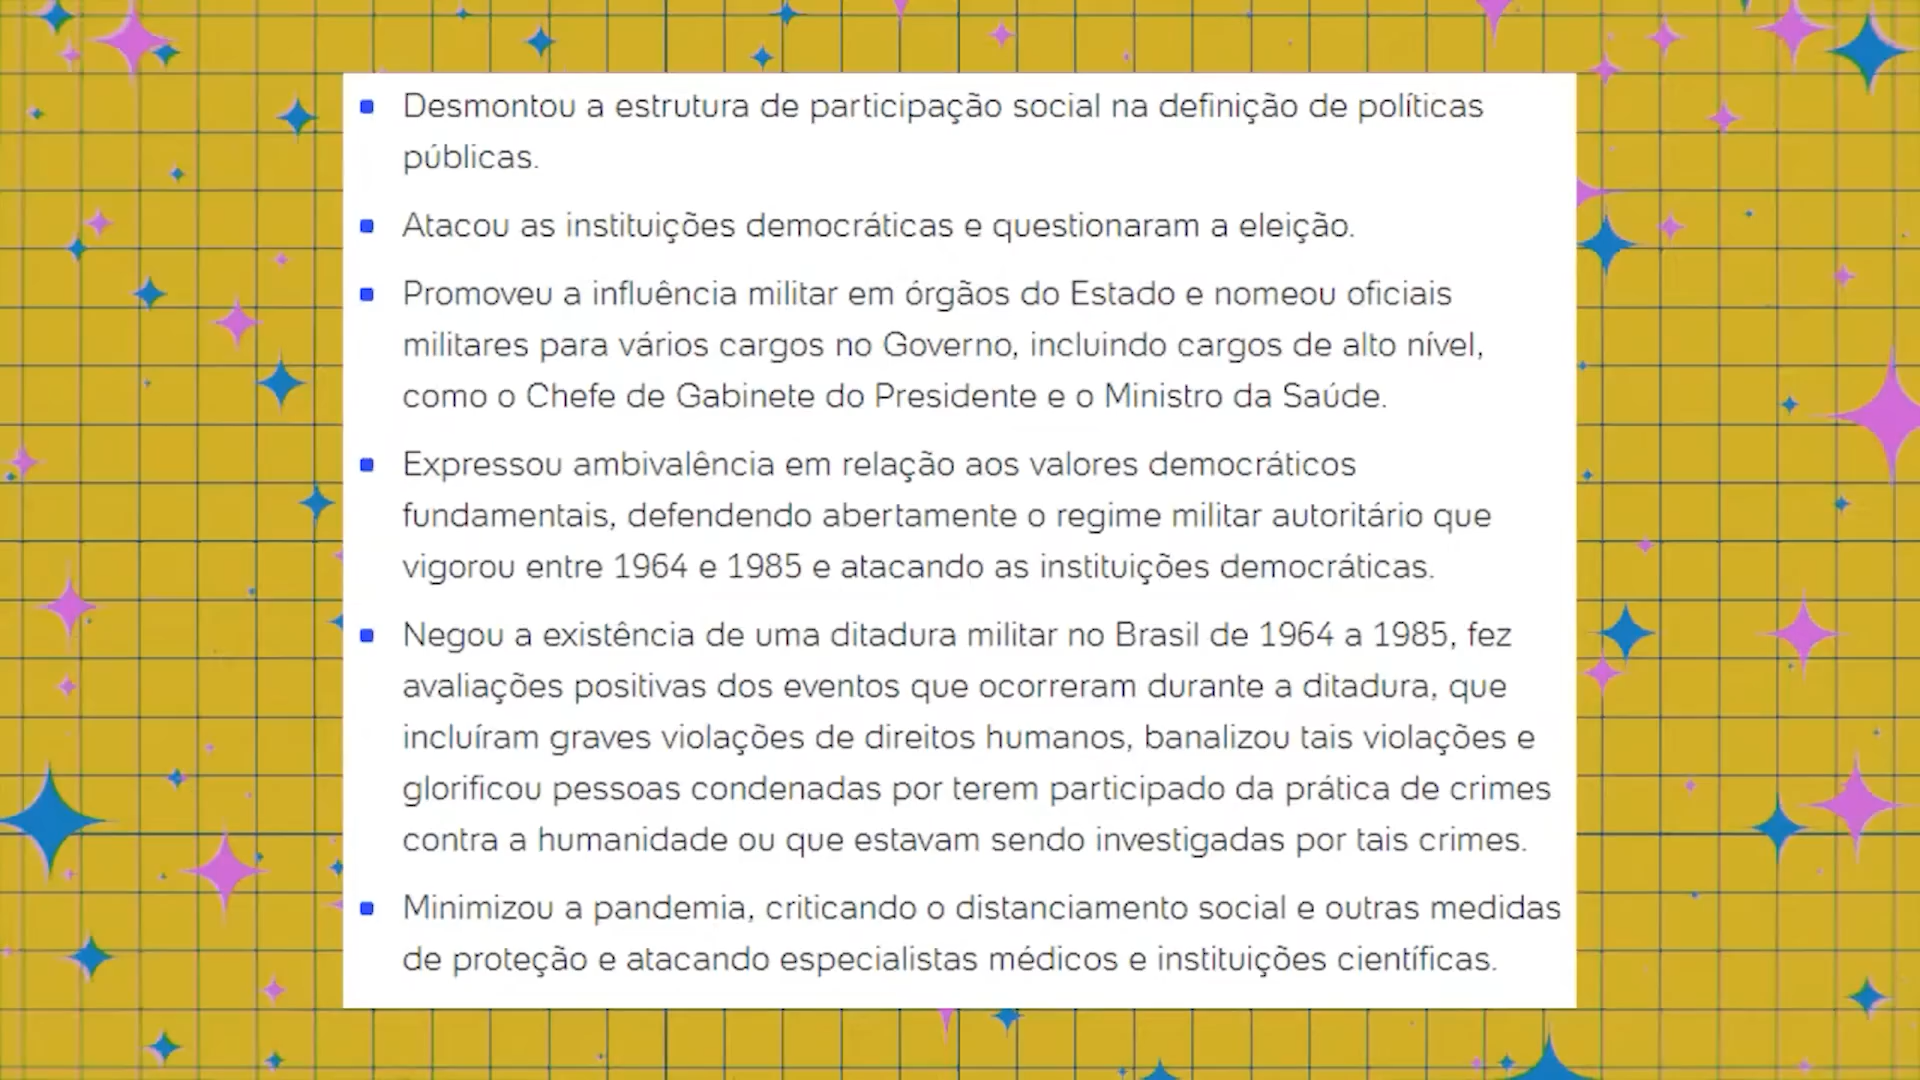 Desmontou a estrutura de participação social na definição de políticas
públicas.
Atacou as instituições democráticas e questionaram a eleição.
Promoveu a influência militar em órgãos do Estado e nomeou oficiais
militares para vários cargos no Governo, incluindo cargos de alto nível,
como o Chefe de Gabinete do Presidente e o Ministro da Saúde.
Expressou ambivalência em relação aos valores democráticos
fundamentais, defendendo abertamente o regime militar autoritário que
vigorou entre 1964 e 1985 e atacando as instituições democráticas.
Negou a existência de uma ditadura militar no Brasil de 1964 a 1985, fez
avaliações positivas dos eventos que ocorreram durante a ditadura, que
incluíram graves violações de direitos humanos, banalizou tais violações e
glorificou pessoas condenadas por terem participado da prática de crimes
contra a humanidade ou que estavam sendo investigadas por tais crimes.
Minimizou a pandemia, criticando o distanciamento social e outras medidas
de proteção e atacando especialistas médicos e instituições científicas.